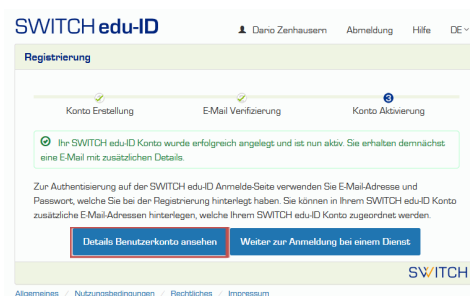 SWITCH edu-ID
Dario Zenhausern Abmeldung Hilfe DE
Registrierung
Konto Erstellung E-Mail Verifizierung 3 Konto Aktivierung
Ihr SWITCH edu-ID Konto wurde erfolgreich angelegt und ist nun aktiv. Sie erhalten demnächst
eine E-Mail mit zusätzlichen Details.
Zur Authentisierung auf der SWITCH edu-ID Anmelde-Seite verwenden Sie E-Mail-Adresse und
Passwort, welche Sie bei der Registrierung hinterlegt haben. Sie können in Ihrem SWITCH edu-ID Konto
zusätzliche E-Mail-Adressen hinterlegen, welche Ihrem SWITCH edu-ID Konto zugeordnet werden.
Details Benutzerkonto ansehen Weiter zur Anmeldung bei einem Dienst
SWITCH
Allgemeines / Nutzungsbedingungen / Rechtliches / Impressum